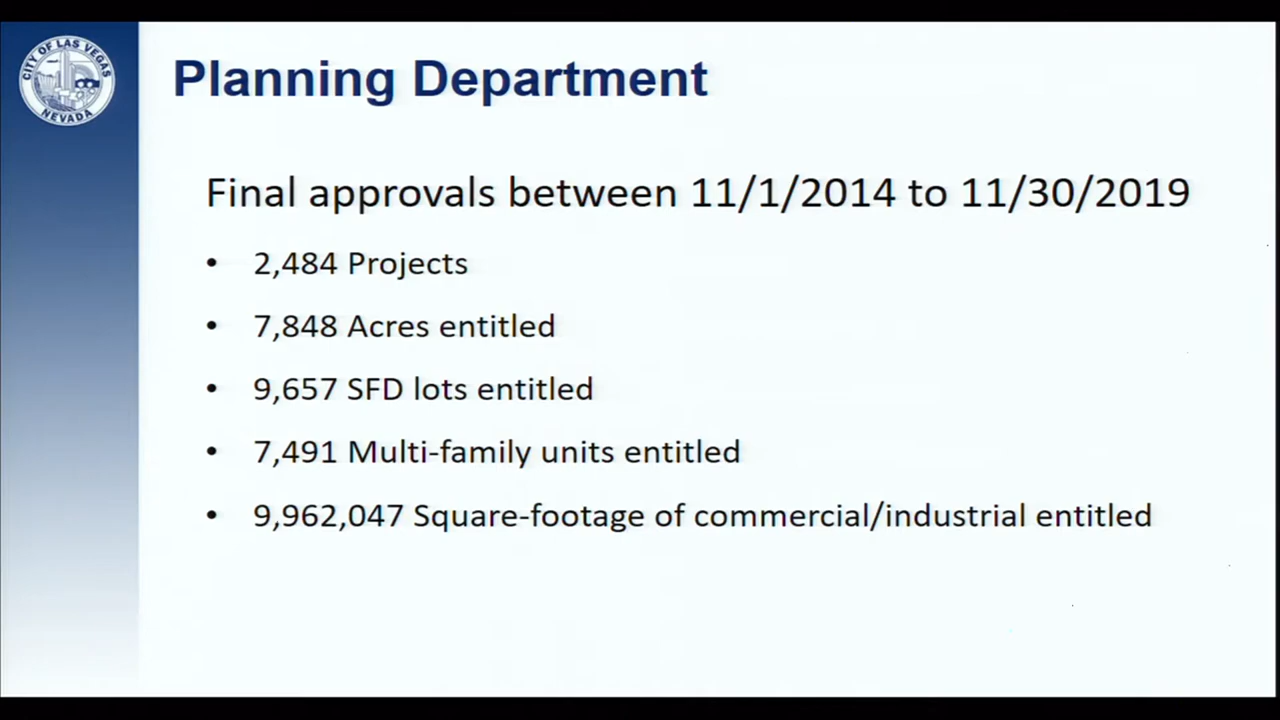 CITY OF LAS VEGAS
NEVADA
Planning Department
Final approvals between 11/1/2014 to 11/30/2019
• 2,484 Projects
• 7,848 Acres entitled
• 9,657 SFD lots entitled
• 7,491 Multi-family units entitled
• 9,962,047 Square-footage of commercial/industrial entitled